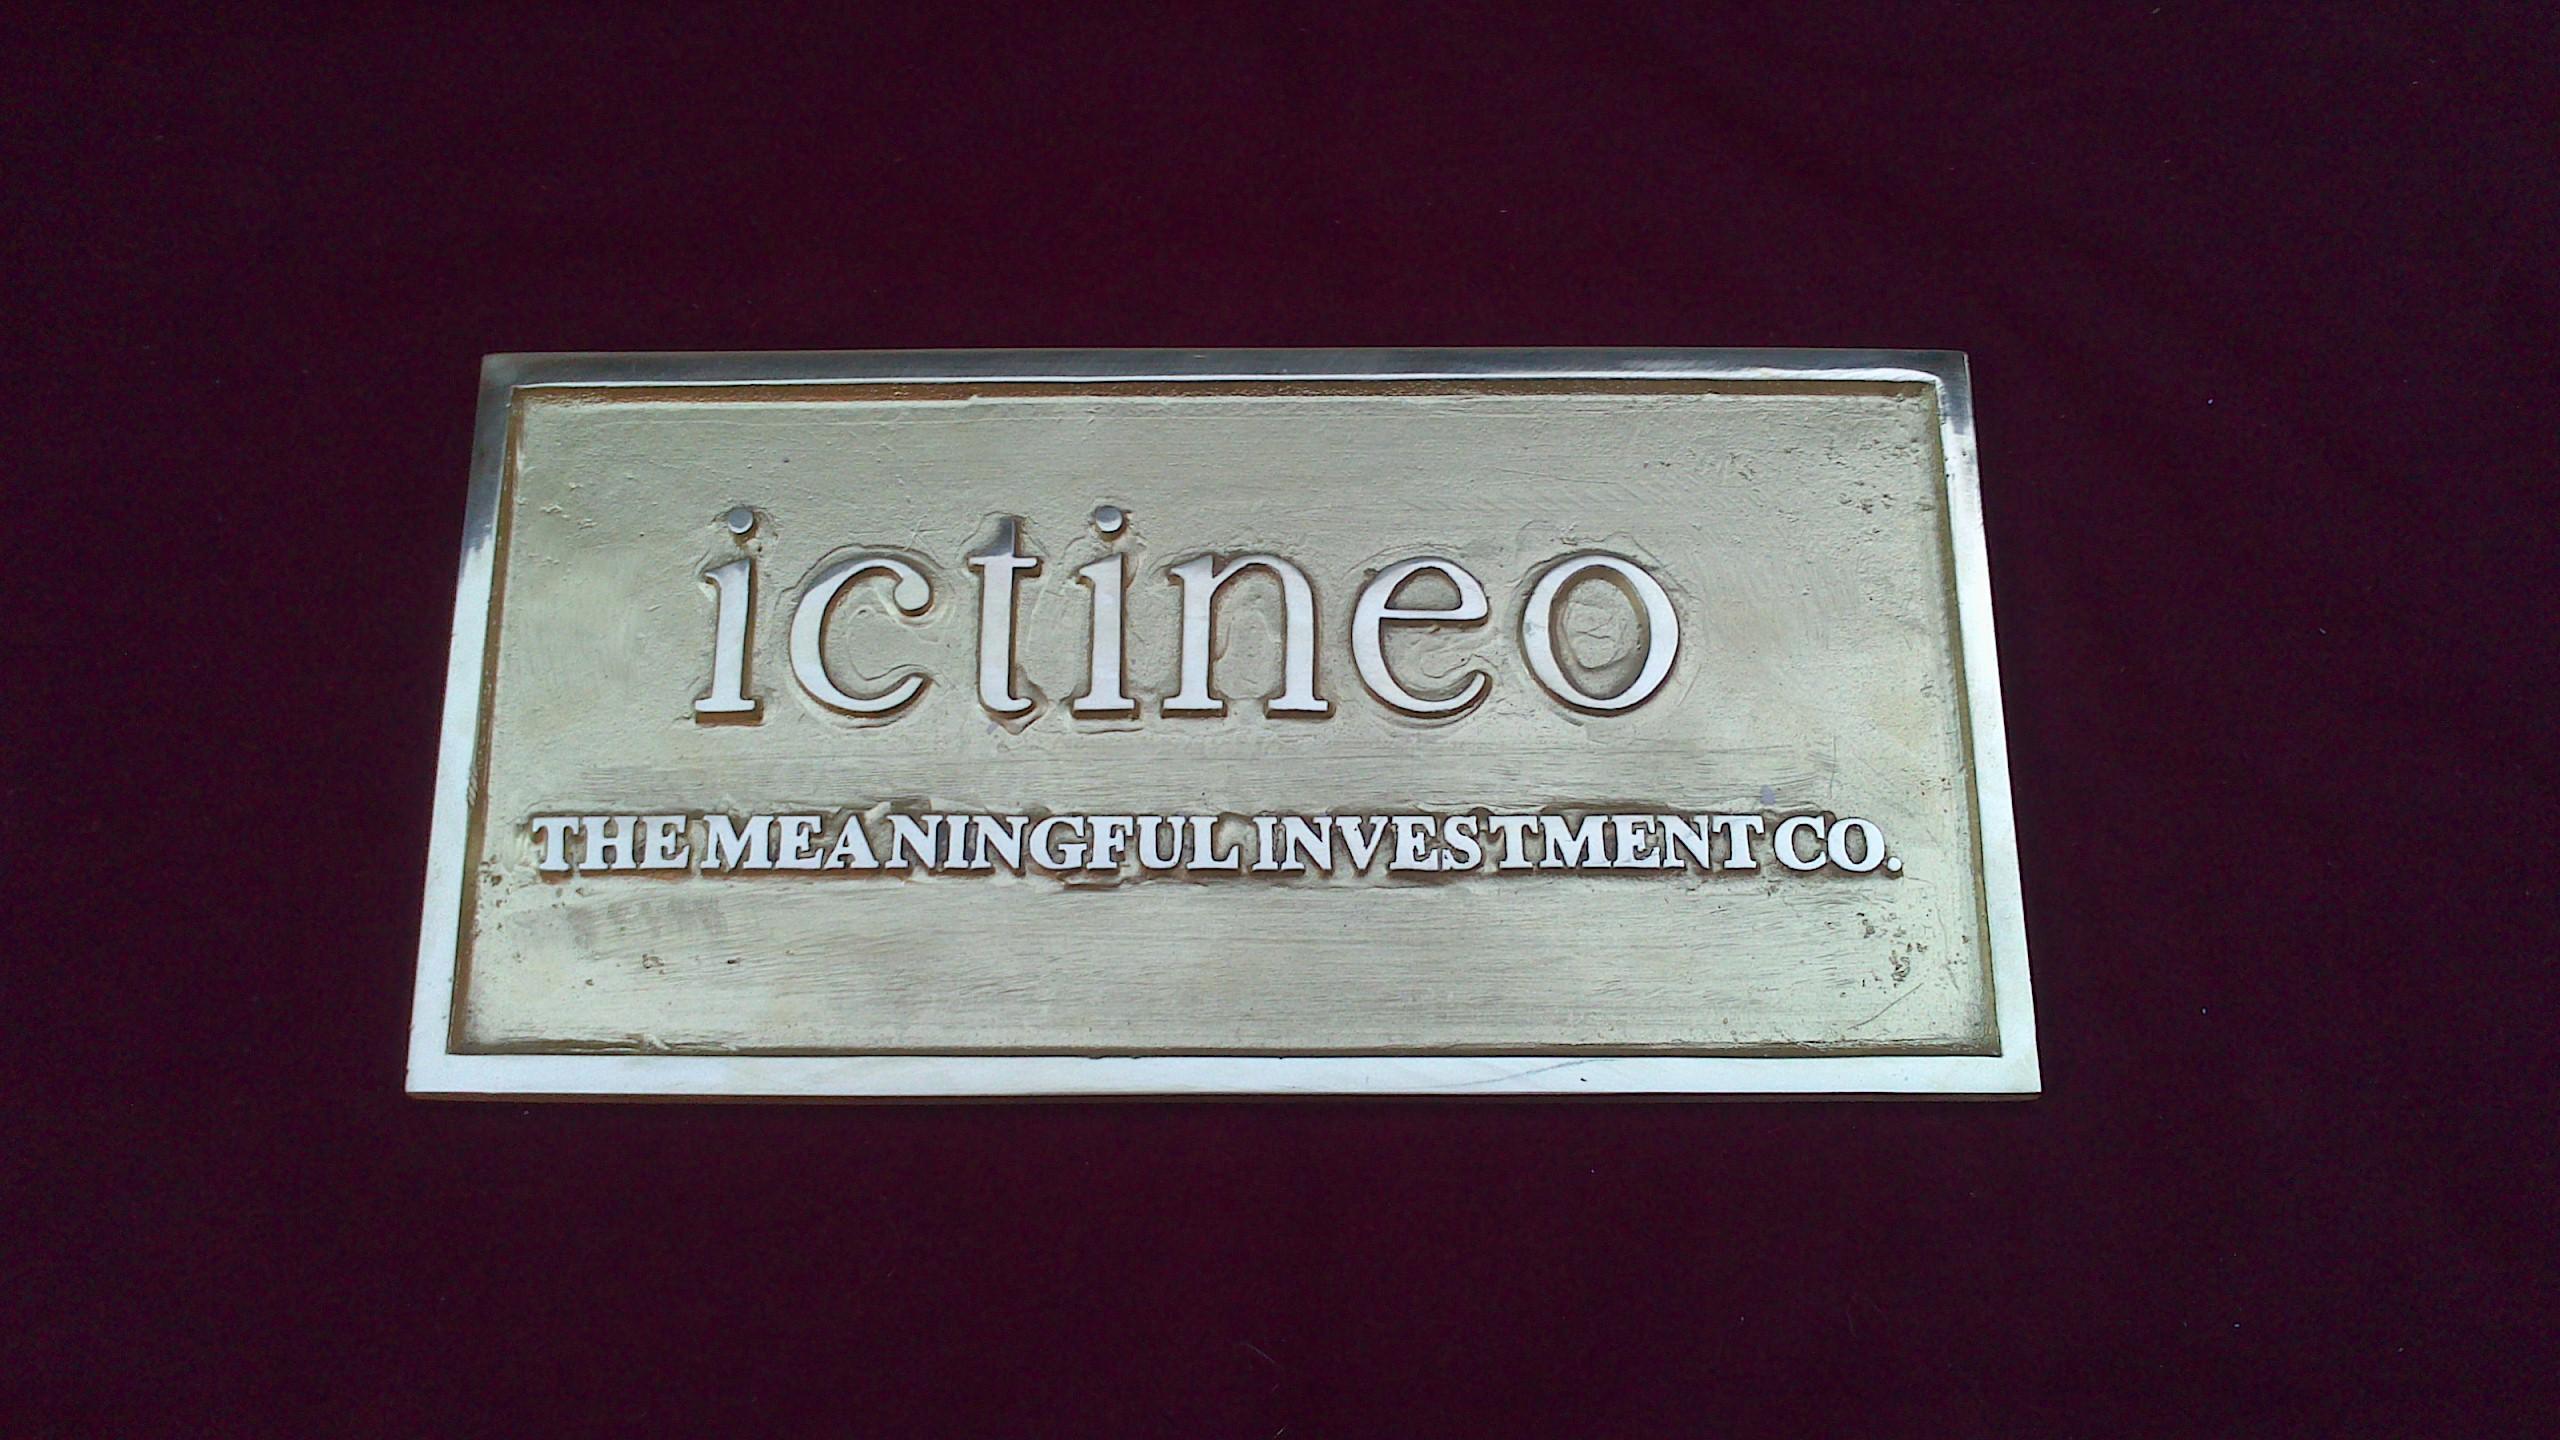 ictineo
THE MEANINGFUL INVESTMENT CO.